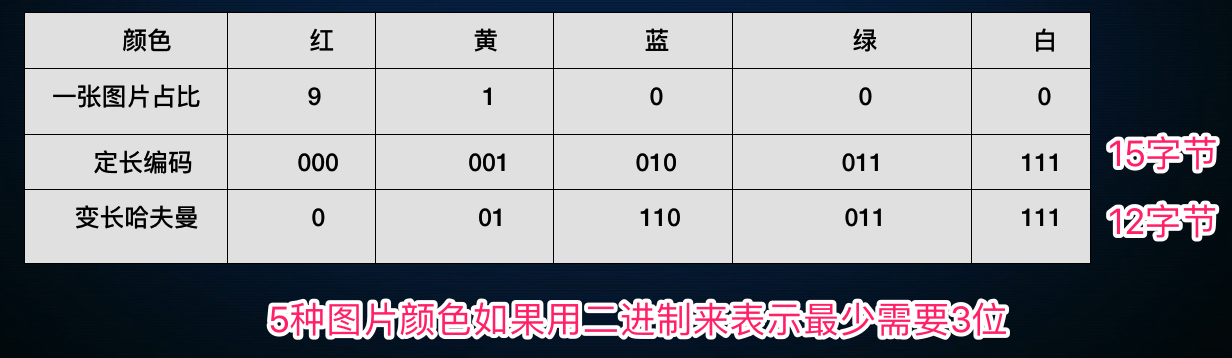 颜色 红 黄 蓝 绿 白
一张图片占比 9 1 0 0 0
定长编码 000 001 010 011 111 15字节
变长哈夫曼 0 01 110 011 111 12字节
5种图片颜色如果用二进制来表示最少需要3位